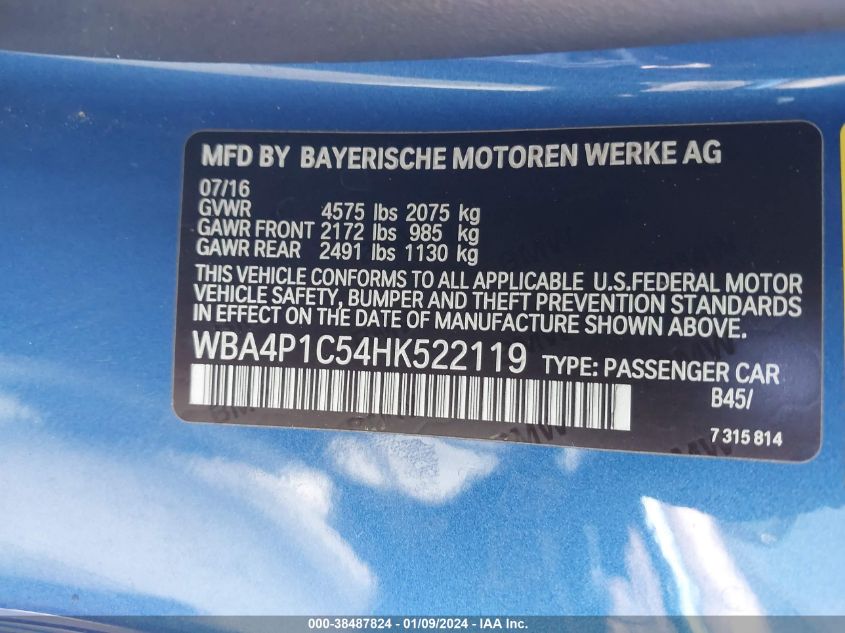 MFD BY BAYERISCHE MOTOREN WERKE AG
07/16
GVWR 4575 lbs 2075 kg
GAWR FRONT 2172 lbs 985 kg
GAWR REAR 2491 lbs 1130 kg
THIS VEHICLE CONFORMS TO ALL APPLICABLE U.S.FEDERAL MOTOR
VEHICLE SAFETY, BUMPER AND THEFT PREVENTION STANDARDS
IN EFFECT ON THE DATE OF MANUFACTURE SHOWN ABOVE.
WBA4P1C54HK522119 TYPE: PASSENGER CAR
B45/
7 315 814
000-38487824 - 01/09/2024 - IAA Inc.